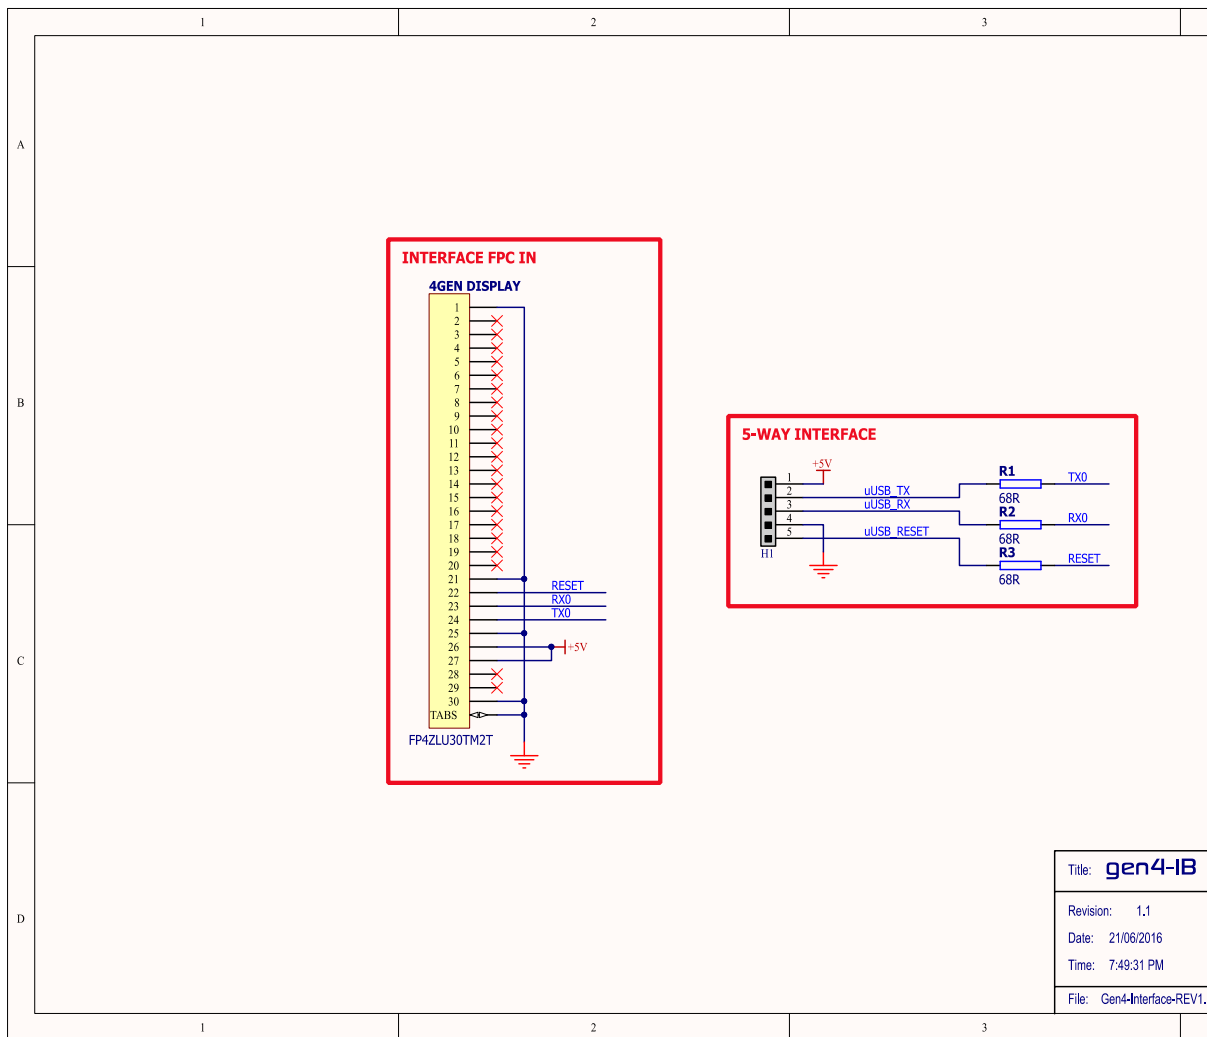 1 2 3
A
B
C
D
INTERFACE FPC IN
4GEN DISPLAY
1
2
3
4
5
6
7
8
9
10
11
12
13
14
15
16
17
18
19
20
21
22 RESET
23 RX0
24 TX0
25
26 +5V
27
28
29
30
TABS
FP4ZLU30TM2T
5-WAY INTERFACE
+5V
1
2 uUSB_TX
3 uUSB_RX
4
5 uUSB_RESET
H1
R1 TX0
68R
R2 RX0
68R
R3 RESET
68R
Title: gen4-IB
Revision: 1.1
Date: 21/06/2016
Time: 7:49:31 PM
File: Gen4-Interface-REV1.
1 2 3